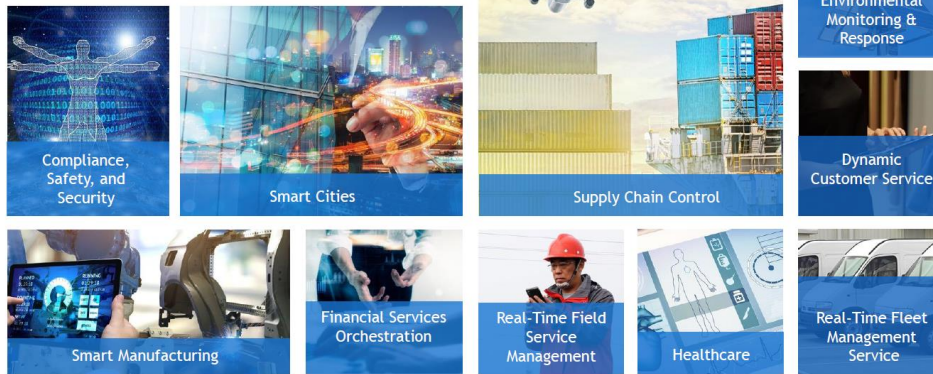 Environmental
Monitoring &
Response
Compliance,
Safety, and
Security
Smart Cities
Supply Chain Control
Dynamic
Customer Service
Smart Manufacturing
Financial Services
Orchestration
Real-Time Field
Service
Management
Healthcare
Real-Time Fleet
Management
Service